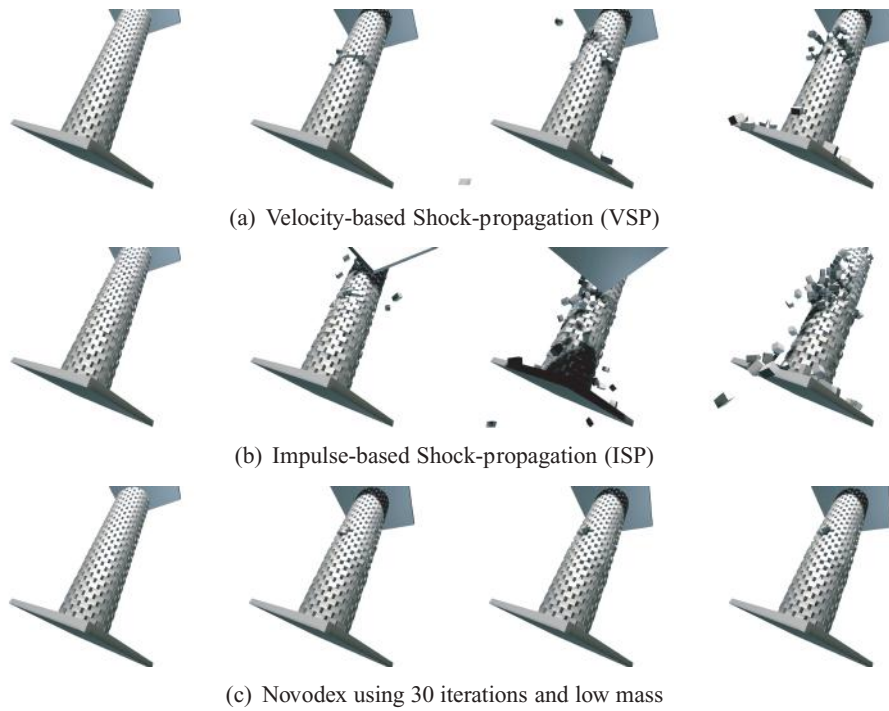 (a) Velocity-based Shock-propagation (VSP)
(b) Impulse-based Shock-propagation (ISP)
(c) Novodex using 30 iterations and low mass